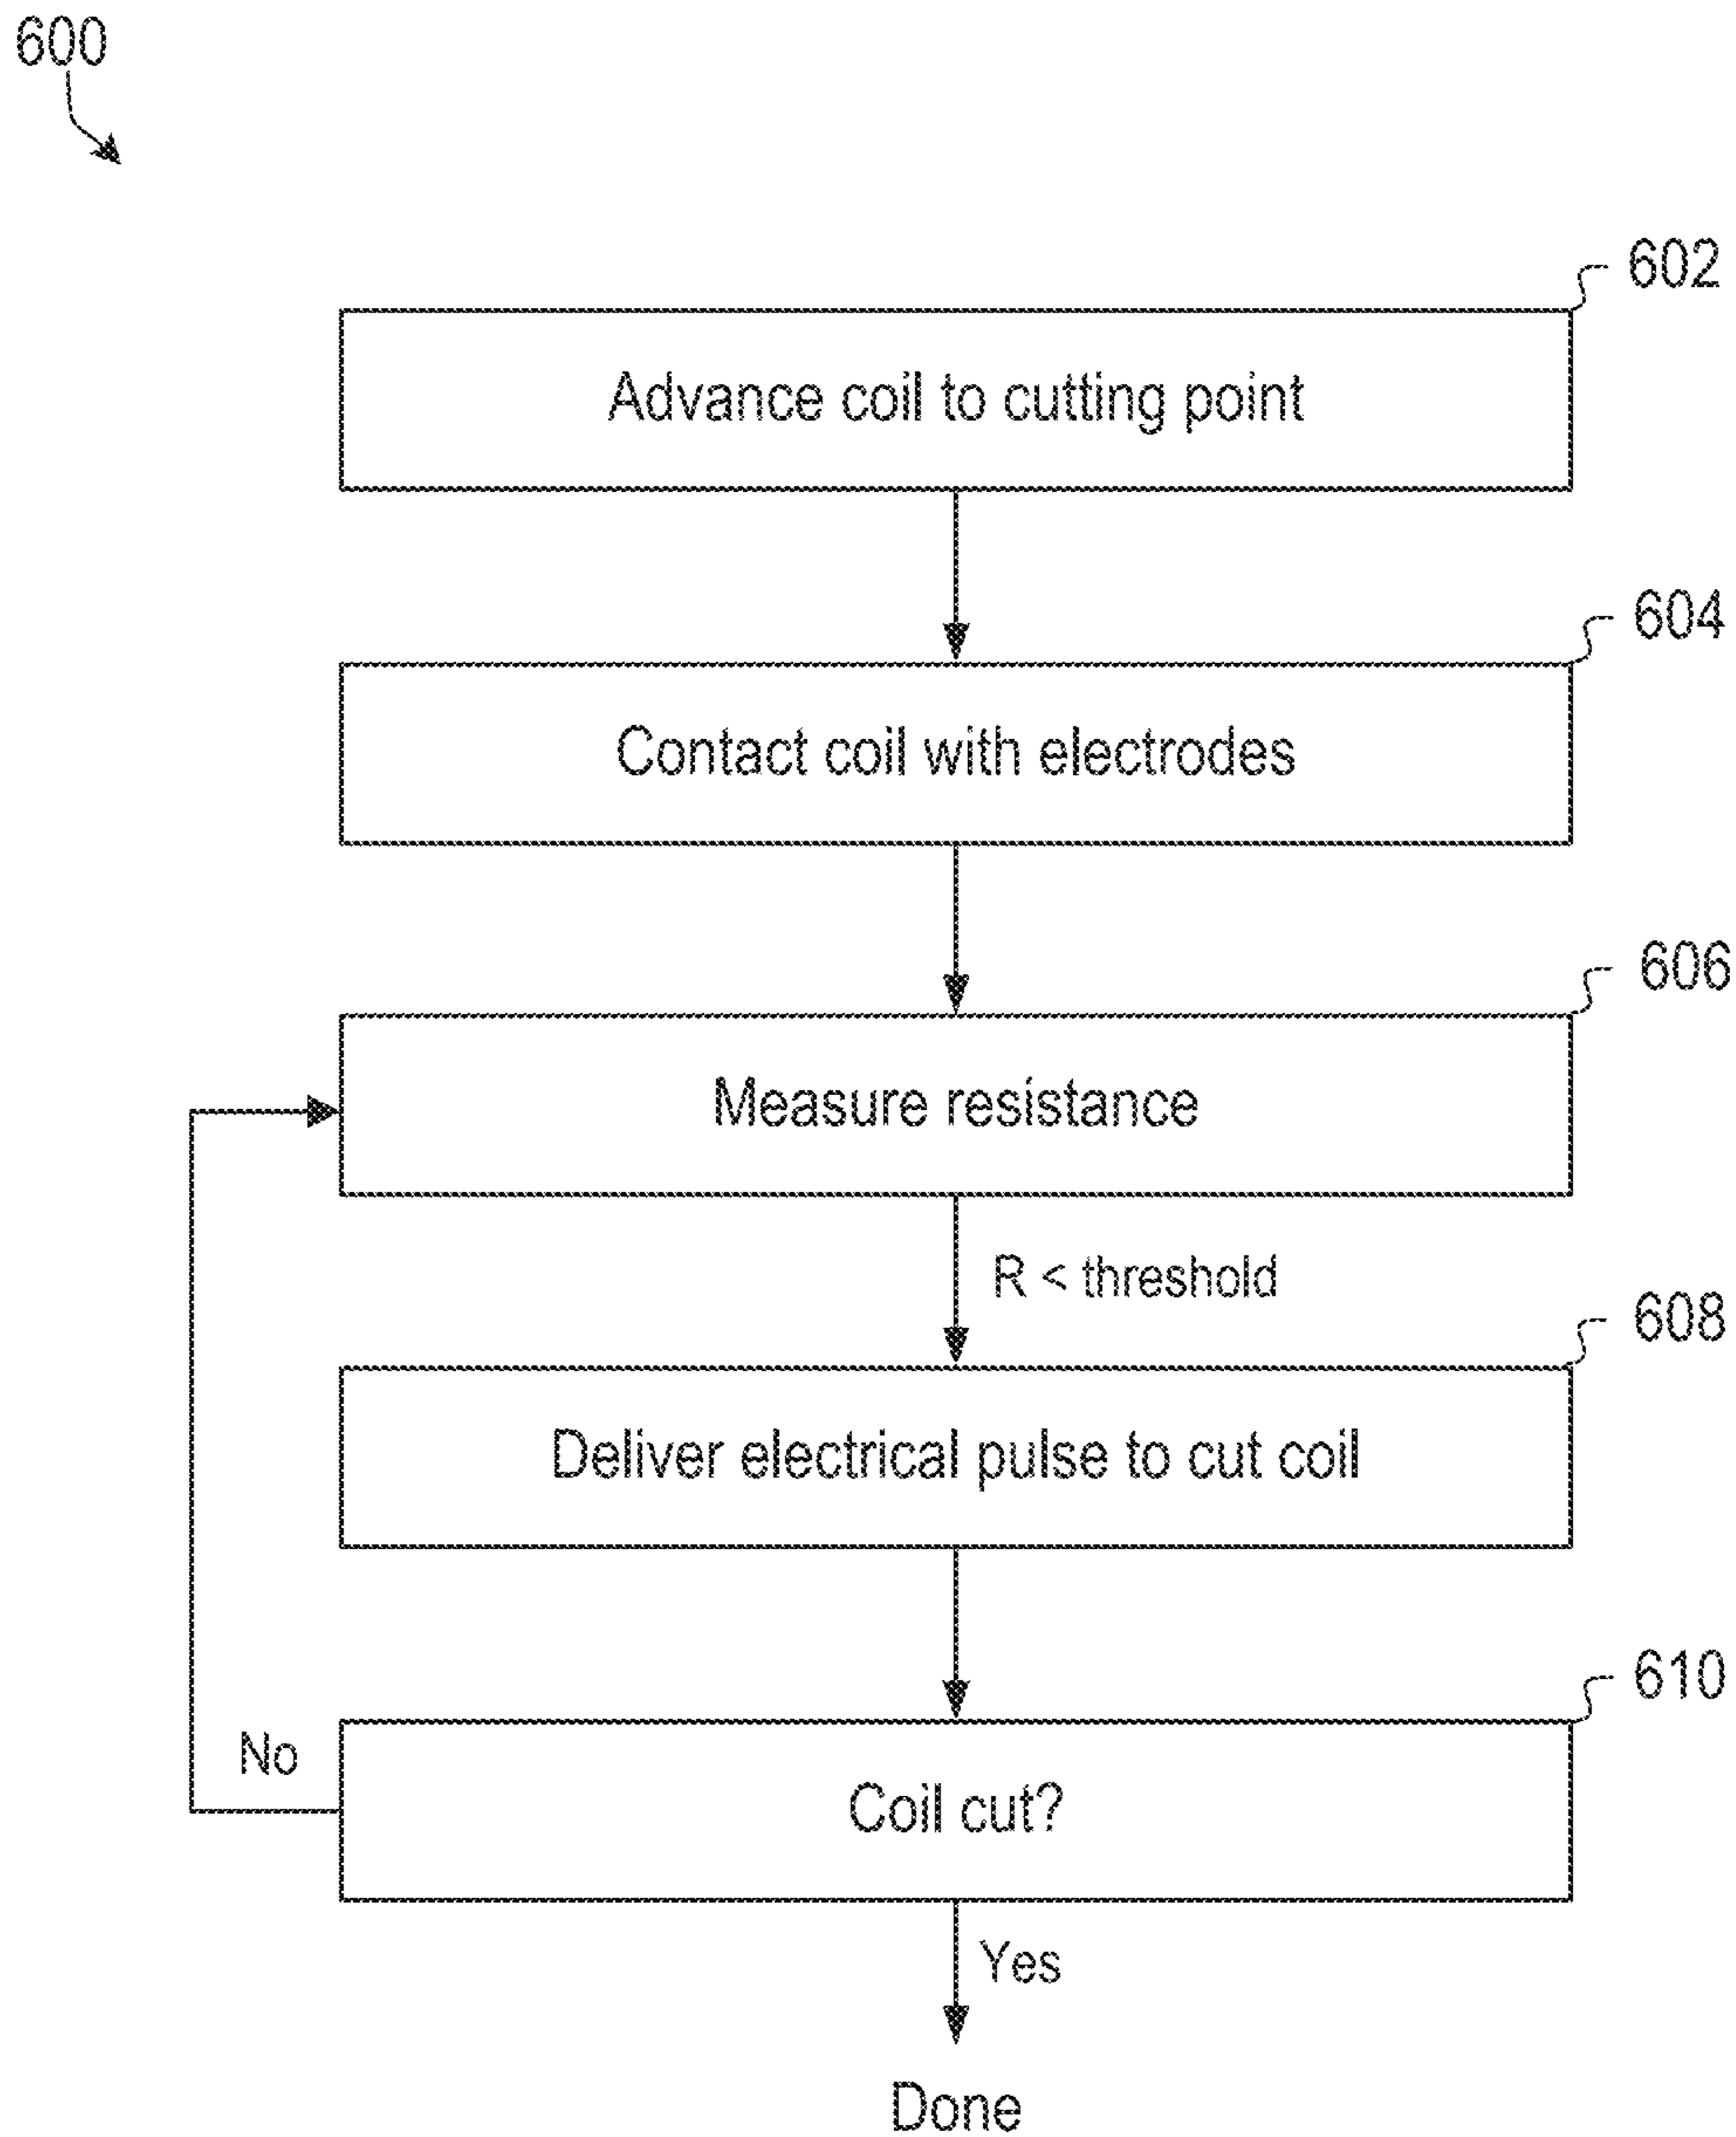 600
602
Advance coil to cutting point
604
Contact coil with electrodes
606
Measure resistance
R < threshold
608
Deliver electrical pulse to cut coil
610
No
Coil cut?
Yes
Done